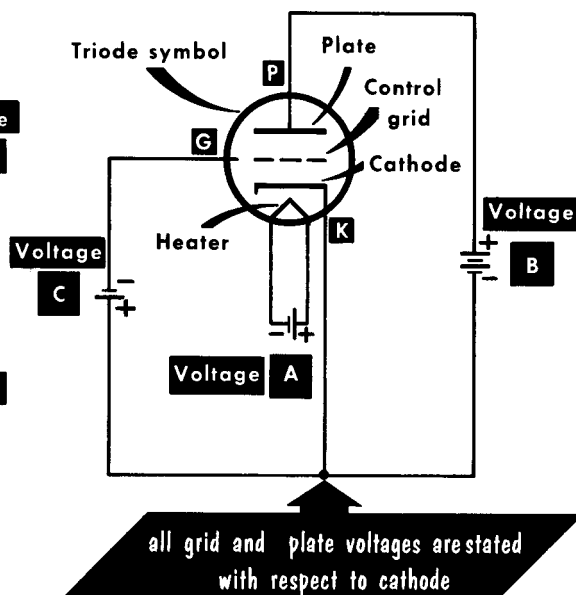 Triode symbol
Plate
P
Control
grid
G
Cathode
e
Heater
K
Voltage
C
-
+
Voltage
B
+
-
-
+
Voltage A
all grid and plate voltages are stated
with respect to cathode